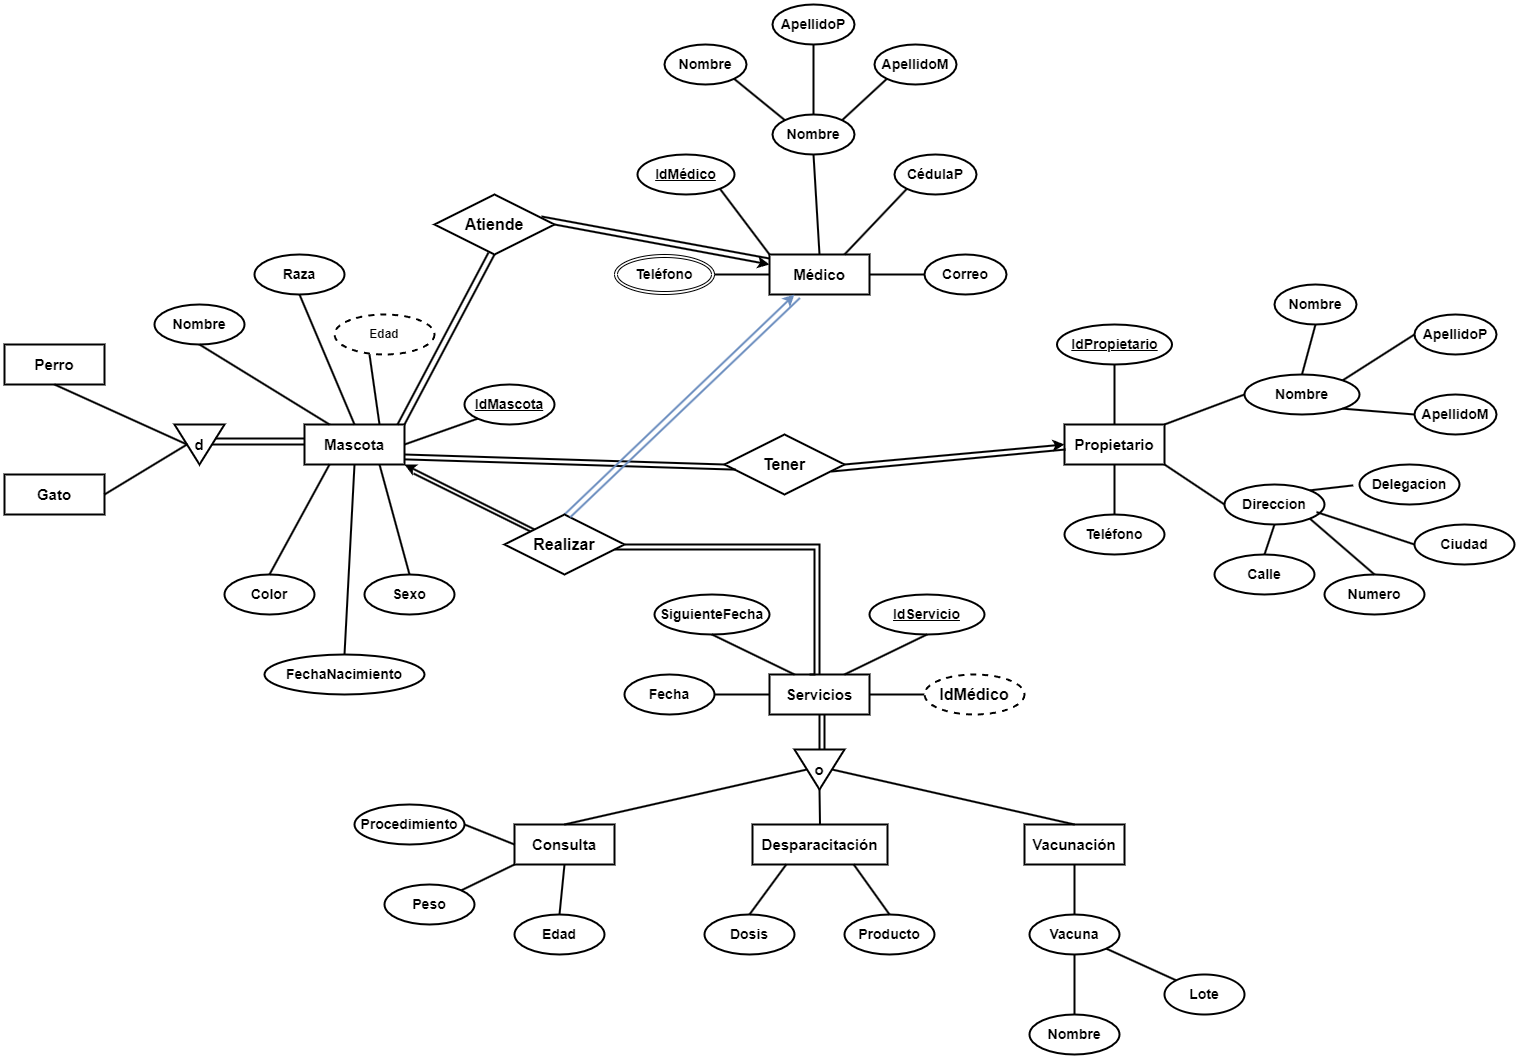 ApellidoP
Nombre
ApellidoM
Nombre
IdMédico
CédulaP
Atiende
Raza
Teléfono
Médico
Correo
Nombre
Edad
Nombre
ApellidoP
IdPropietario
Perro
IdMascota
Nombre
ApellidoM
d
Mascota
Tener
Propietario
Gato
Delegacion
Direccion
Realizar
Teléfono
Ciudad
Calle
Color
Sexo
Numero
SiguienteFecha
IdServicio
FechaNacimiento
Fecha
Servicios
IdMédico
o
Procedimiento
Consulta
Desparacitación
Vacunación
Peso
Edad
Dosis
Producto
Vacuna
Lote
Nombre